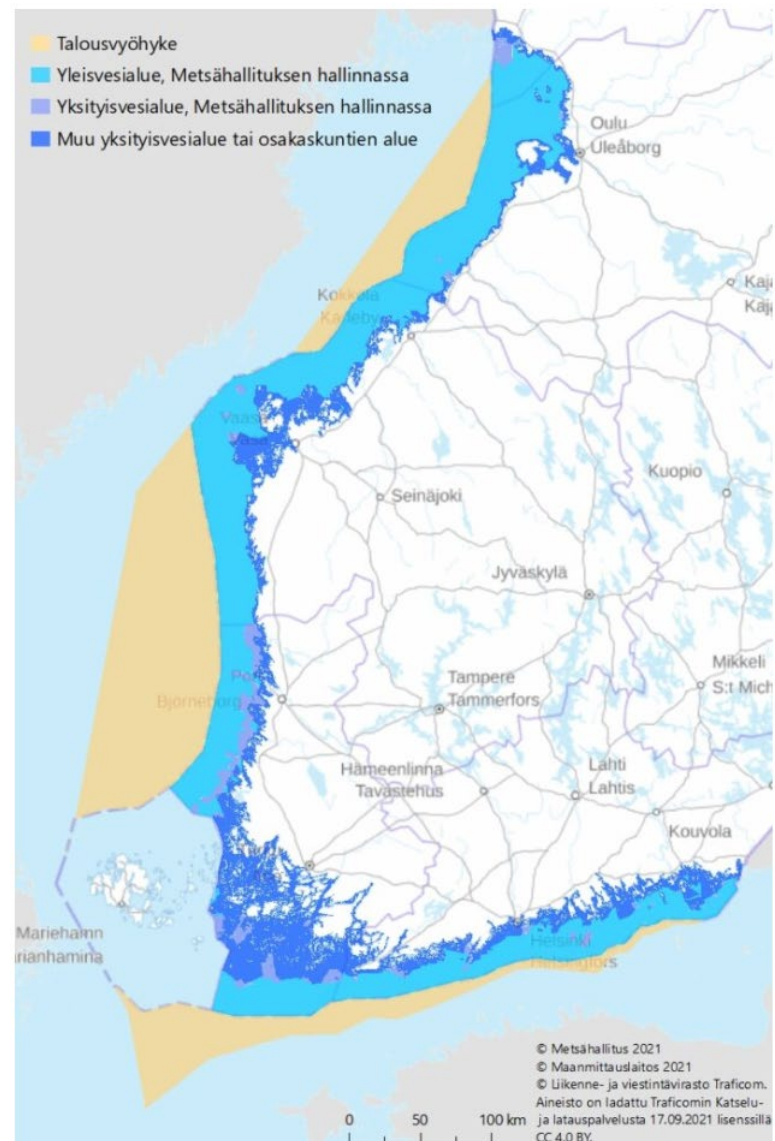 Talousvyöhyke
Yleisvesialue, Metsähallituksen hallinnassa
Yksityisvesialue, Metsähallituksen hallinnassa
Muu yksityisvesialue tai osakaskuntien alue
Oulu
Uleåborg
Kokkola
Karleby
Kuopio
Seinäjoki
Jyväskylä
Mikkeli
S:t Mich
Tampere
Tammerfors
Björneborg
Hämeenlinna
Tavastehus
Lahti
Lahtis
Kouvola
Mariehamn
arianhamina
Helsinki
Helsingfors
© Metsähallitus 2021
© Maanmittauslaitos 2021
© Liikenne- ja viestintävirasto Traficom.
Aineisto on ladattu Traficomin Katselu-
ja latauspalvelusta 17.09.2021 lisenssillä
CC 4.0 BY.
0 50 100 km